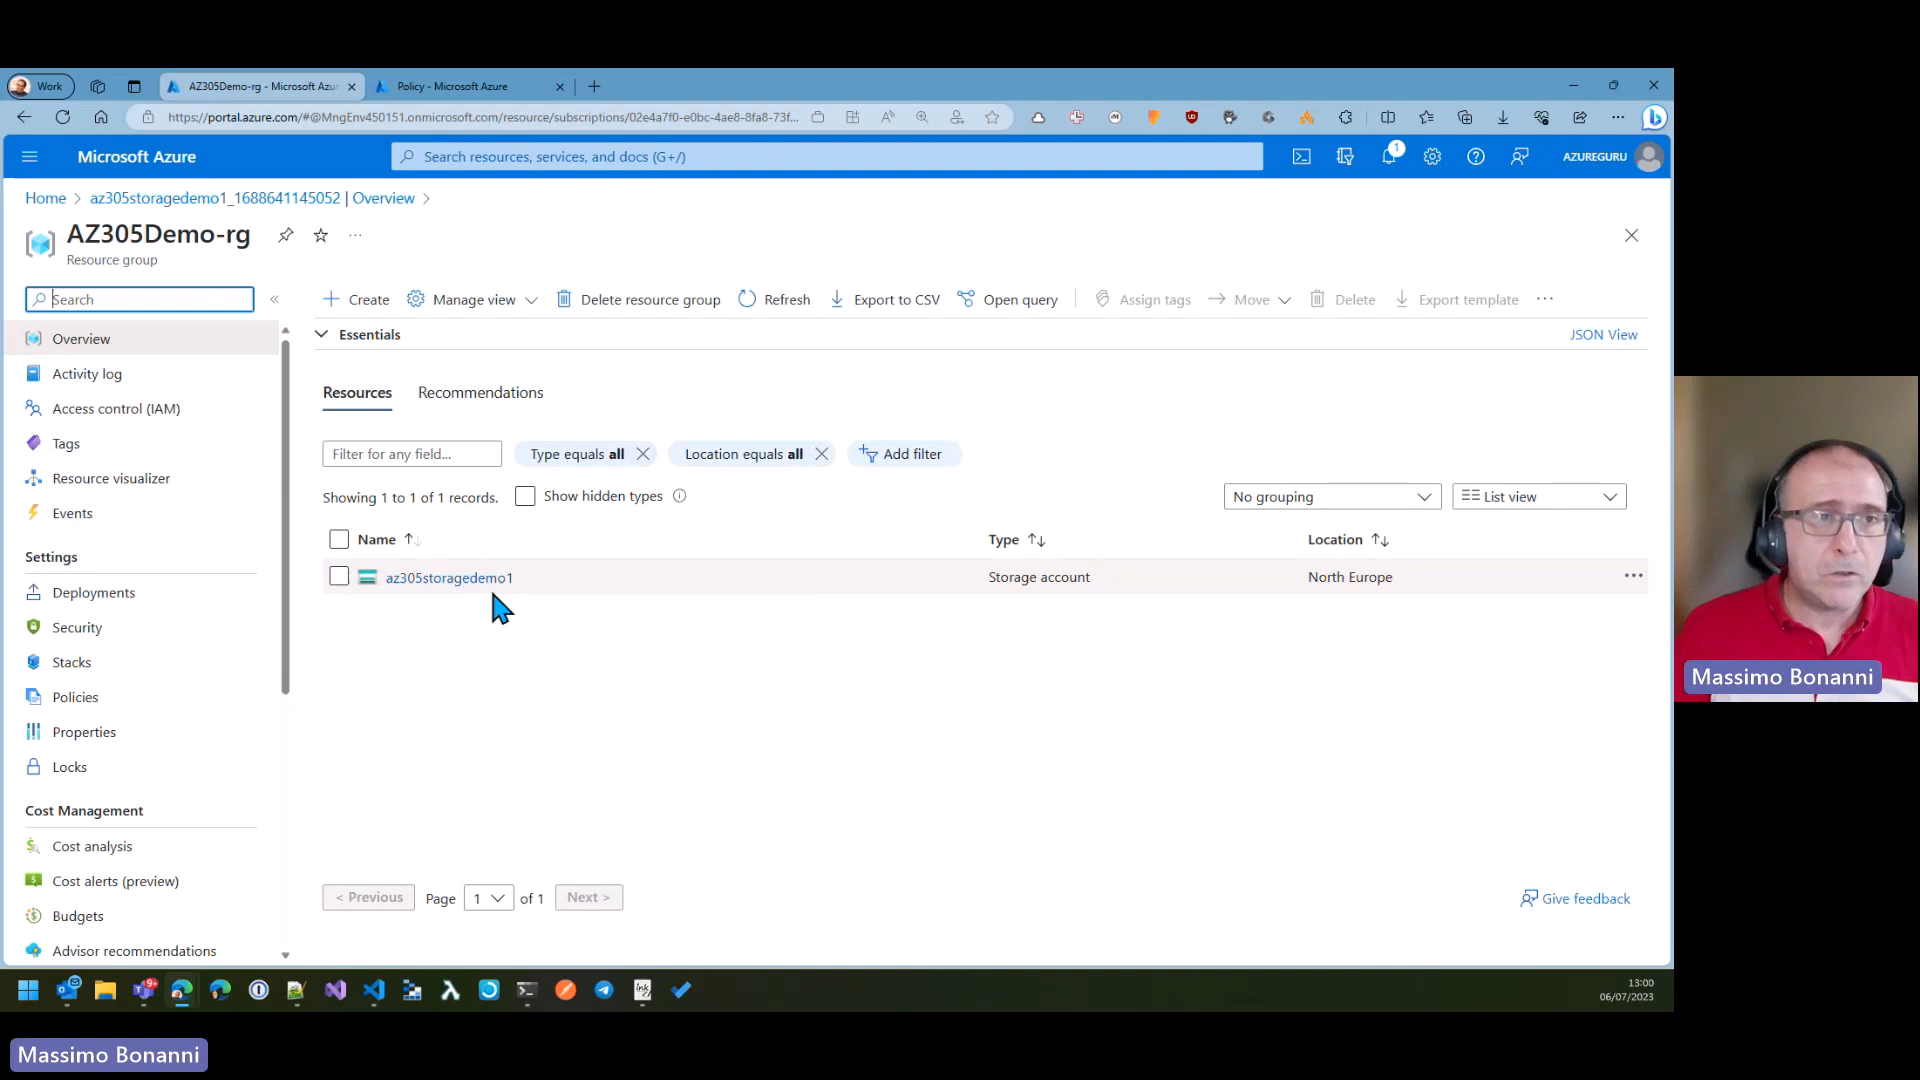 Work
AZ305Demo-rg - Microsoft Azur
Policy - Microsoft Azure
https://portal.azure.com/#@MngEnv450151.onmicrosoft.com/resource/subscriptions/02e4a7f0-e0bc-4ae8-8fa8-73f...
Microsoft Azure
Search resources, services, and docs (G+/)
1
AZUREGURU
Home > az305storagedemo1_1688641145052 | Overview >
AZ305Demo-rg
Resource group
Search
Create
Manage view
Delete resource group
Refresh
Export to CSV
Open query
Assign tags
Move
Delete
Export template
Essentials
JSON View
Overview
Activity log
Access control (IAM)
Tags
Resource visualizer
Events
Settings
Deployments
Security
Stacks
Policies
Properties
Locks
Cost Management
Cost analysis
Cost alerts (preview)
Budgets
Advisor recommendations
Resources
Recommendations
Filter for any field...
Type equals all
Location equals all
Add filter
Showing 1 to 1 of 1 records.
Show hidden types
No grouping
List view
Name
Type
Location
az305storagedemo1
Storage account
North Europe
< Previous
Page
1
of 1
Next >
Give feedback
Massimo Bonanni
13:00
06/07/2023
Massimo Bonanni